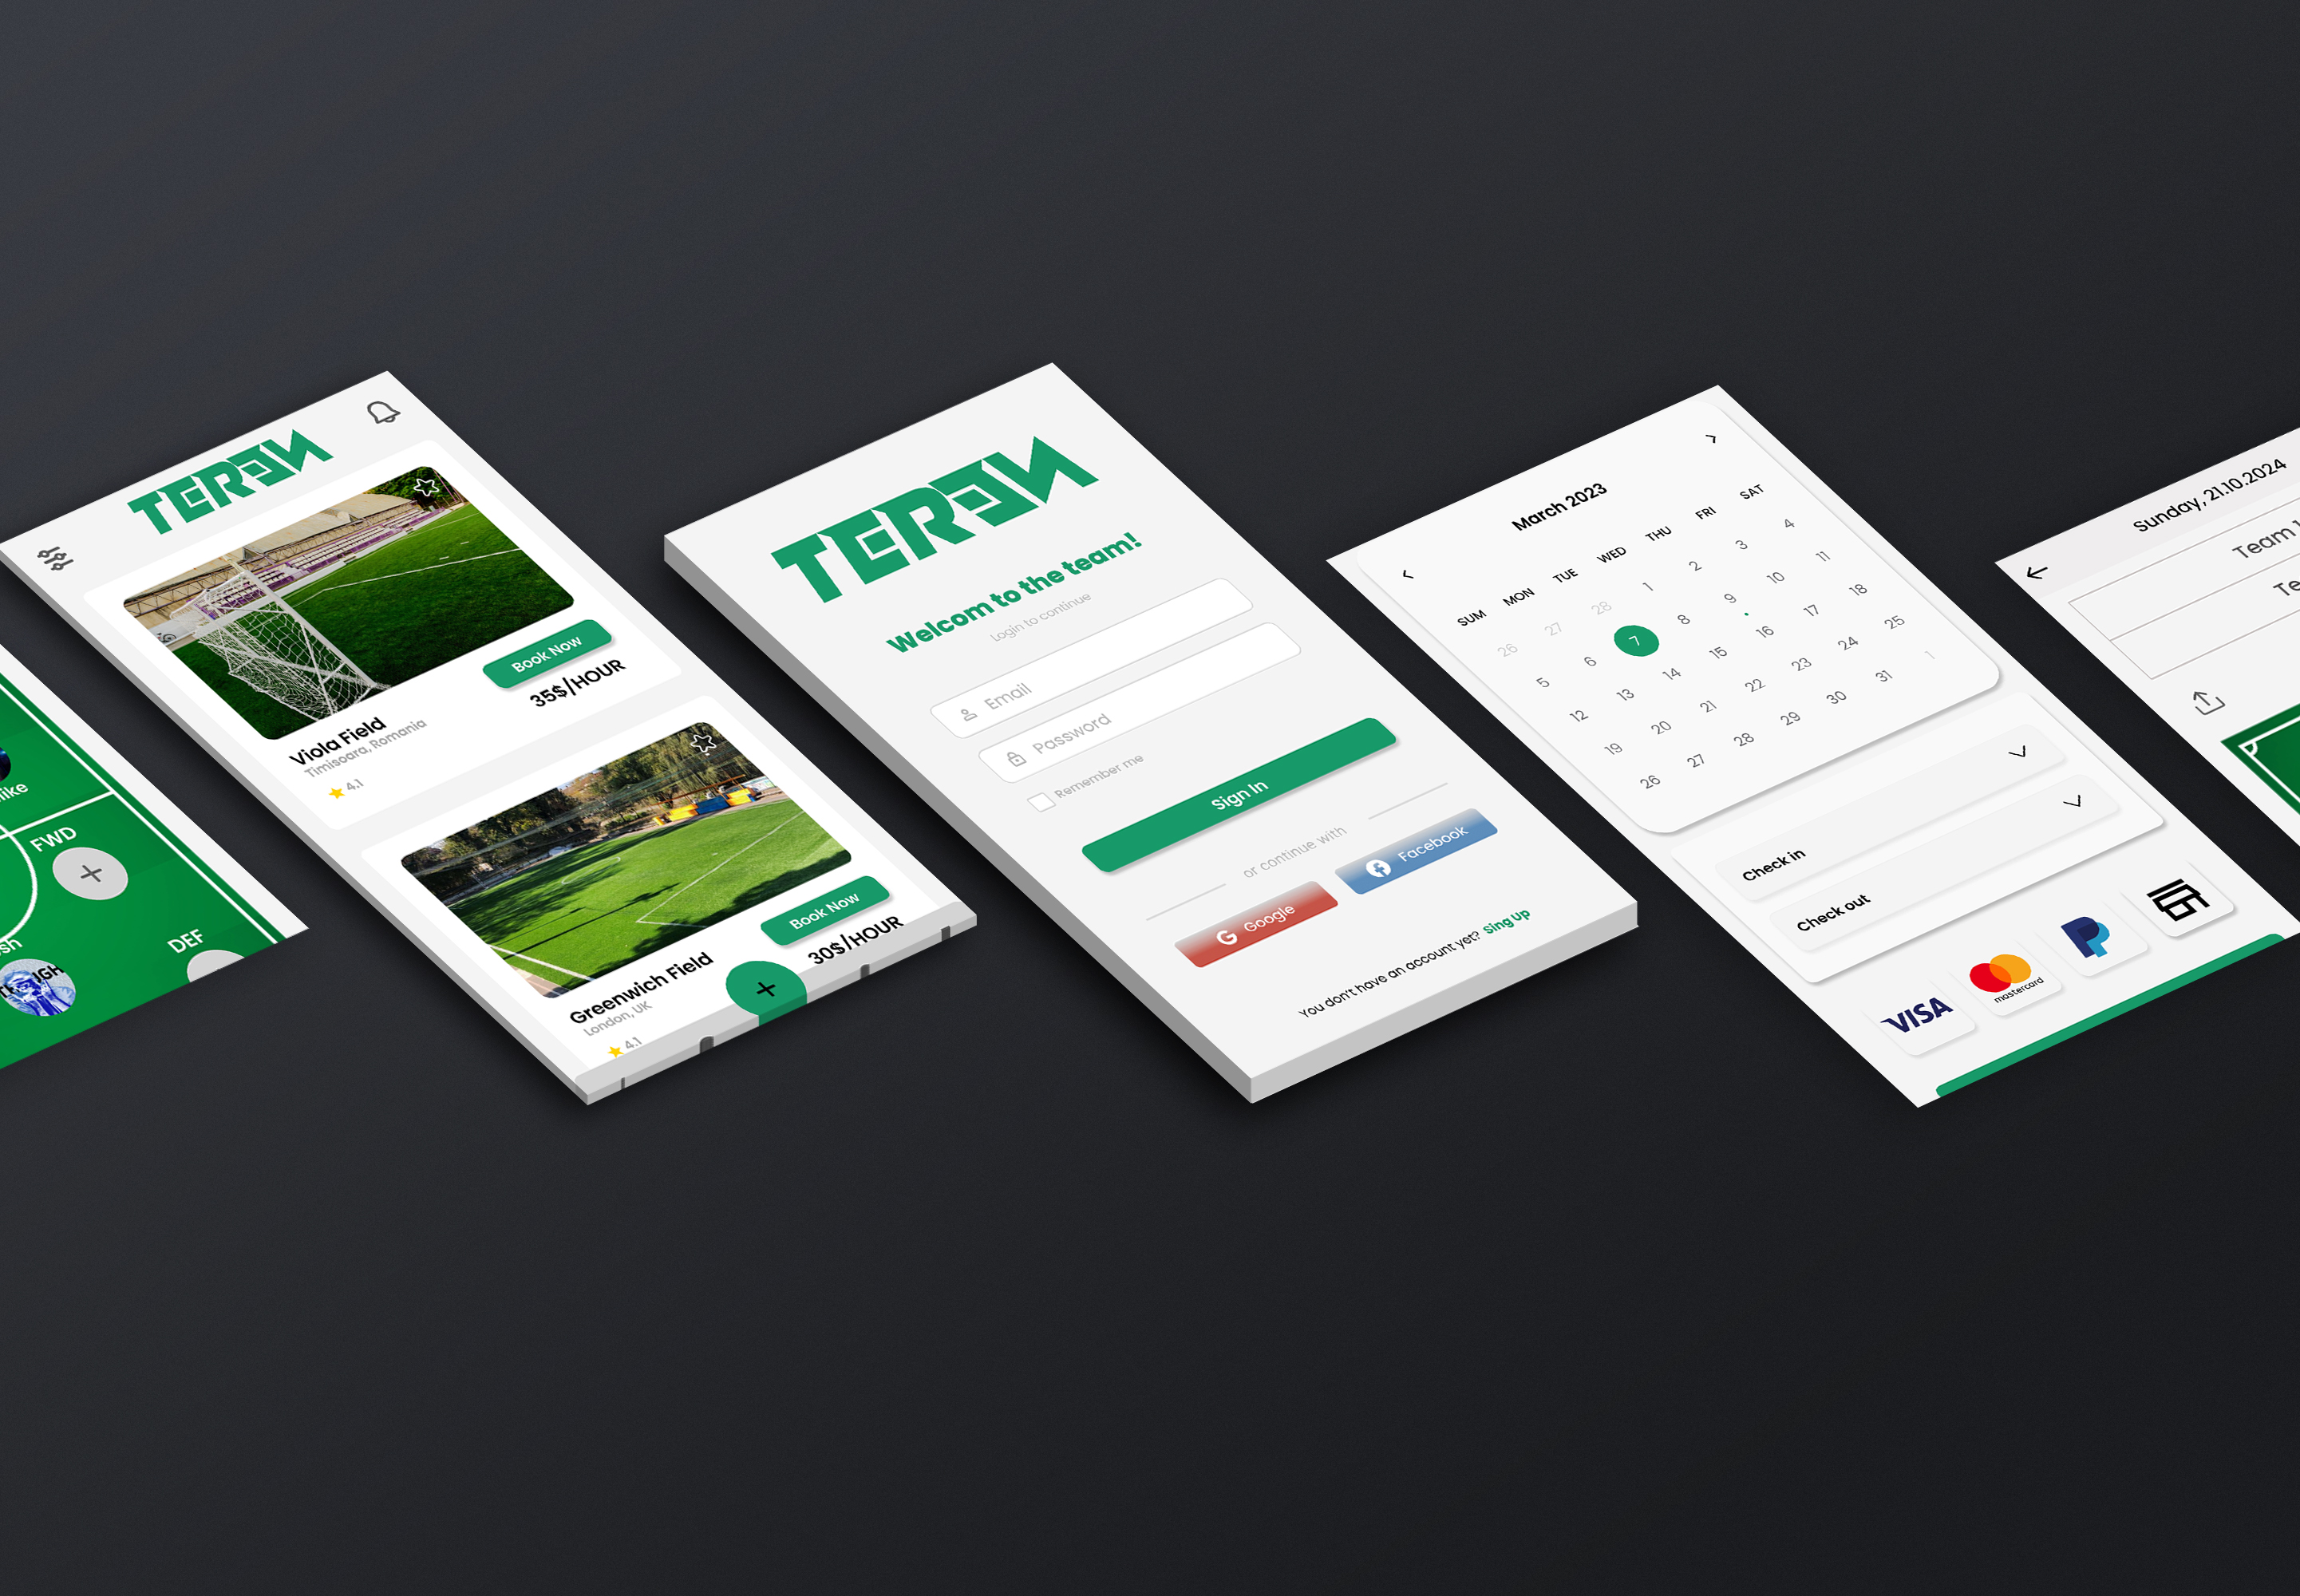 FWD
DEF
TEREN
Viola Field
Timisoara, Romania
4.1
Book Now
35$/HOUR
Greenwich Field
London, UK
4.1
Book Now
30$/HOUR
TEREN
Welcom to the team!
Login to continue
Email
Password
Remember me
Sign In
or continue with
Google
Facebook
You don't have an account yet? Sing Up
March 2023
SUM MON TUE WED THU FRI SAT
26 27 28 1 2 3 4
5 6 7 8 9 10 11
12 13 14 15 16 17 18
19 20 21 22 23 24 25
26 27 28 29 30 31 1
Check in
Check out
VISA
mastercard
Sunday, 21.10.2024
Team